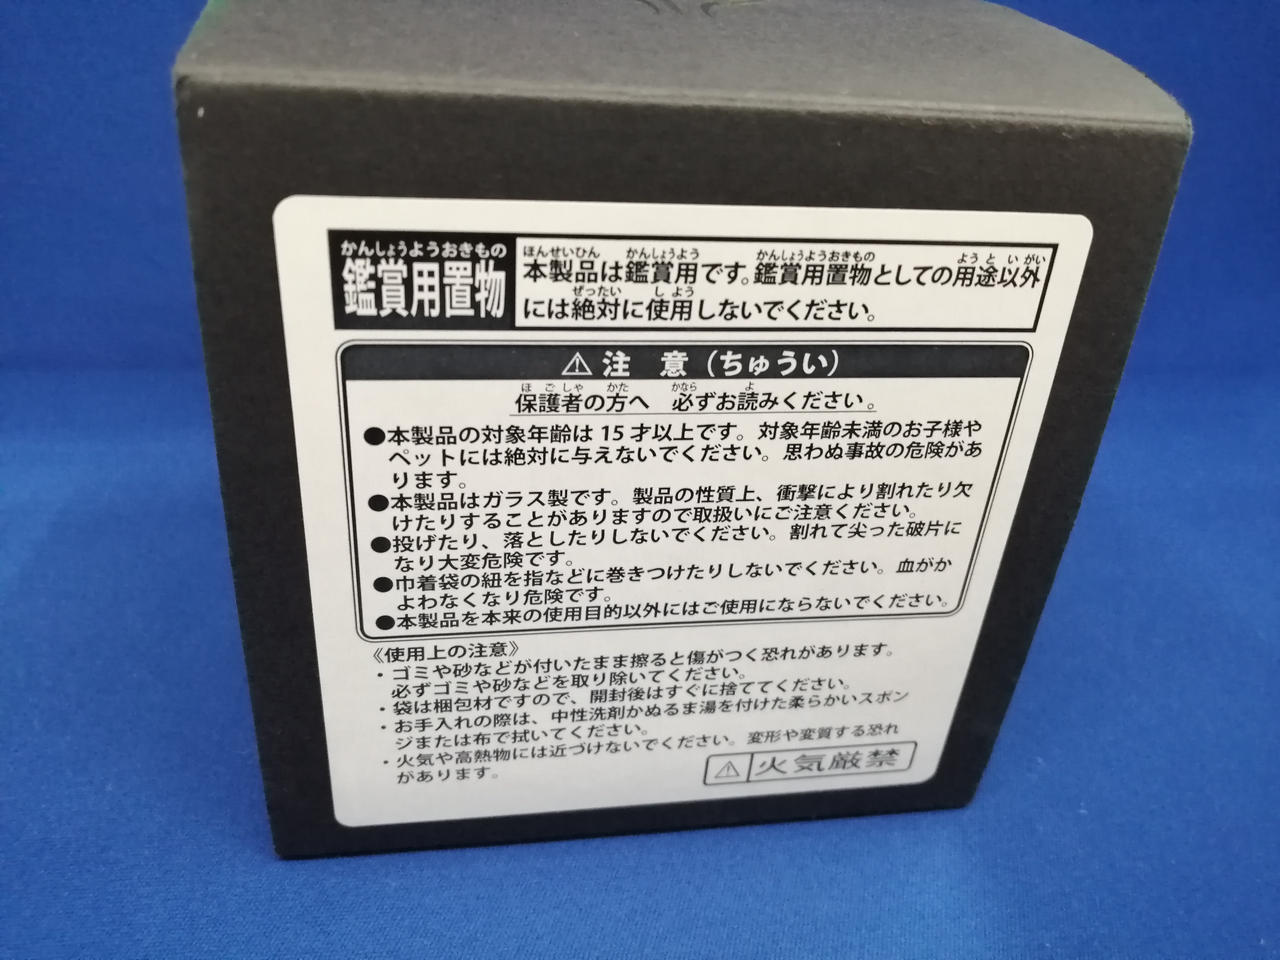 かんしょうようおきもの
鑑賞用置物
ほんせいひん かんしょうよう かんしょうようおきもの ようといがい
本製品は鑑賞用です。鑑賞用置物としての用途以外
ぜったい しよう
には絶対に使用しないでください。
⚠注 意（ちゅうい）
ほごしゃ かた かなら よ
保護者の方へ 必ずお読みください。
●本製品の対象年齢は15才以上です。対象年齢未満のお子様や
ペットには絶対に与えないでください。思わぬ事故の危険があ
ります。
●本製品はガラス製です。製品の性質上、衝撃により割れたり欠
けたりすることがありますので取扱いにご注意ください。
●投げたり、落としたりしないでください。割れて尖った破片に
なり大変危険です。
●巾着袋の紐を指などに巻きつけたりしないでください。血がか
よわなくなり危険です。
●本製品を本来の使用目的以外にはご使用にならないでください。
《使用上の注意》
・ゴミや砂などが付いたまま擦ると傷がつく恐れがあります。
必ずゴミや砂などを取り除いてください。
・袋は梱包材ですので、開封後はすぐに捨ててください。
・お手入れの際は、中性洗剤かぬるま湯を付けた柔らかいスポン
ジまたは布で拭いてください。
・火気や高熱物には近づけないでください。変形や変質する恐れ
があります。
⚠火気厳禁